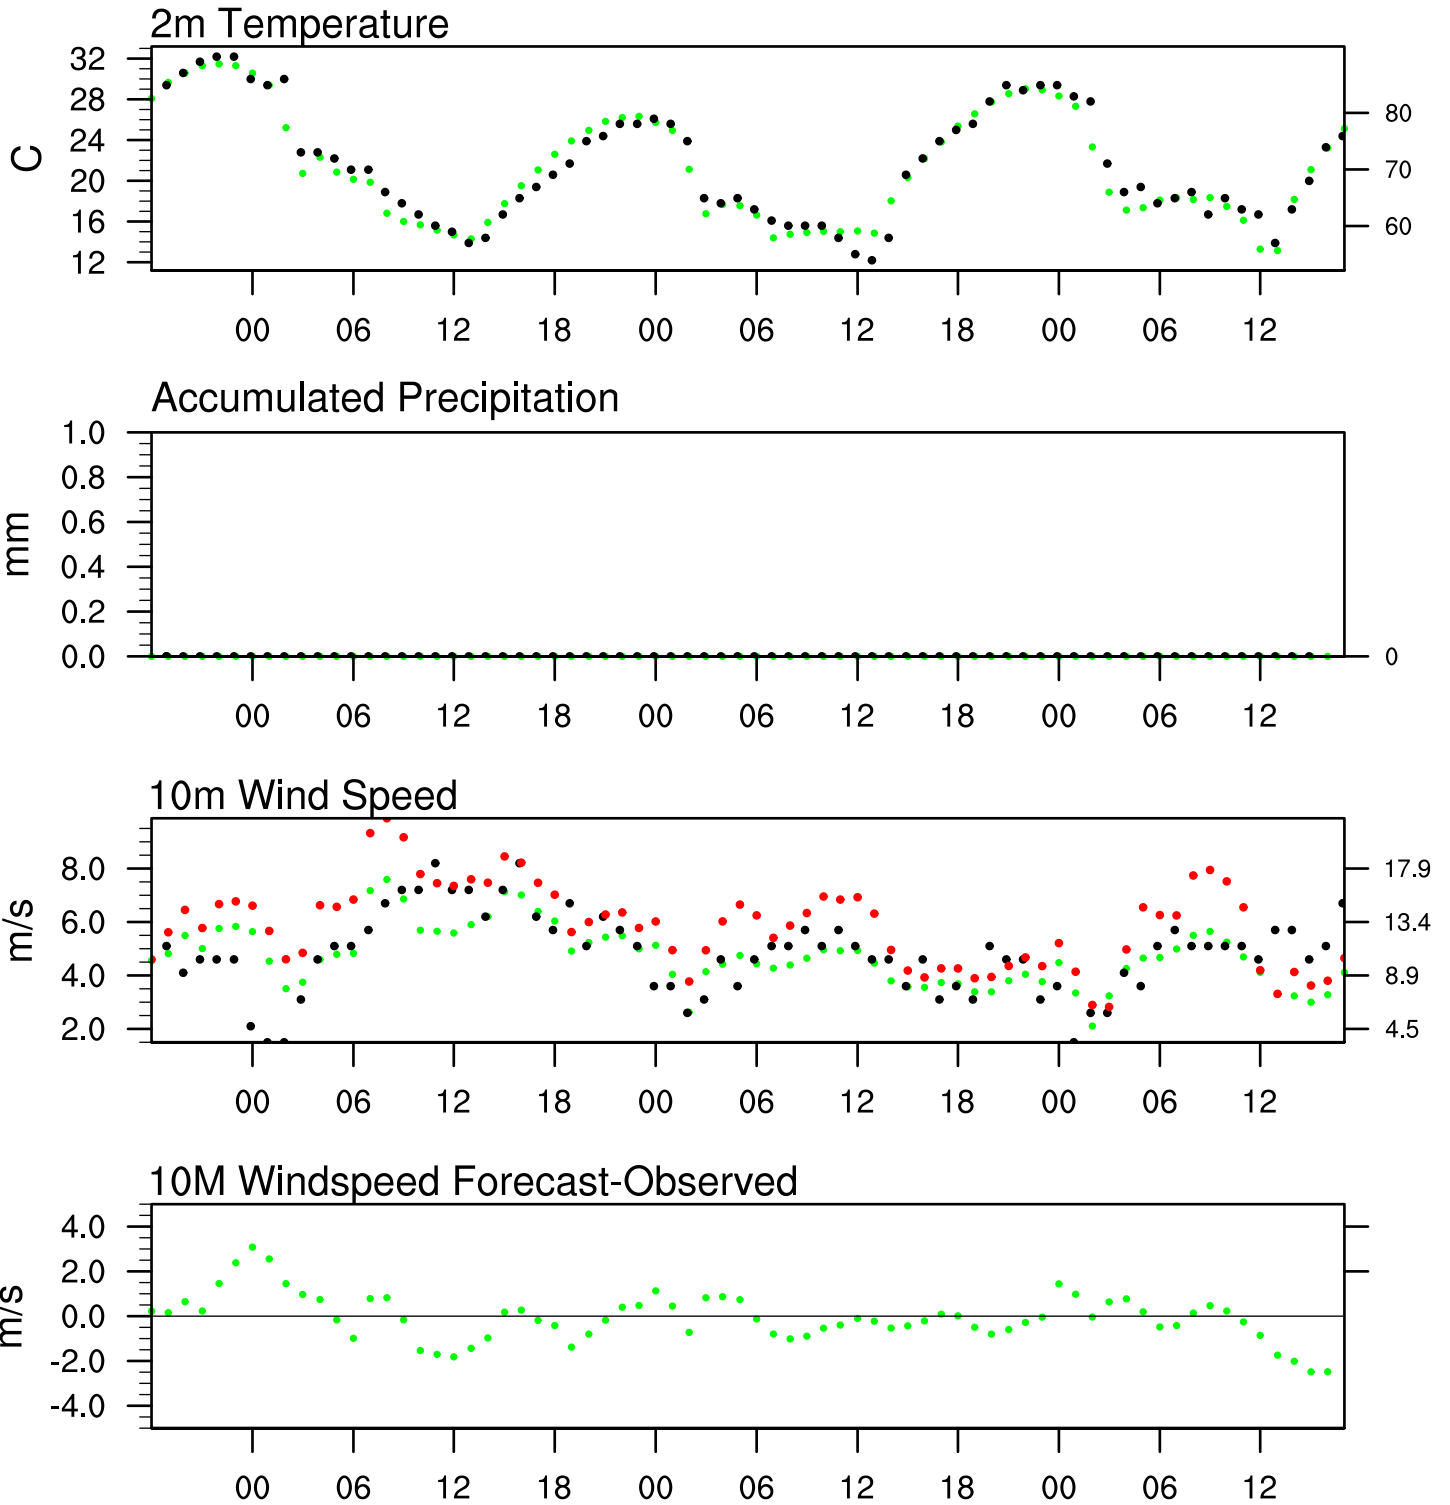 2m Temperature
32
28
24
20
16
12
C
80
70
60
00 06 12 18 00 06 12 18 00 06 12
Accumulated Precipitation
1.0
0.8
0.6
0.4
0.2
0.0
mm
0
00 06 12 18 00 06 12 18 00 06 12
10m Wind Speed
8.0
6.0
4.0
2.0
m/s
17.9
13.4
8.9
4.5
00 06 12 18 00 06 12 18 00 06 12
10M Windspeed Forecast-Observed
4.0
2.0
0.0
-2.0
-4.0
m/s
00 06 12 18 00 06 12 18 00 06 12